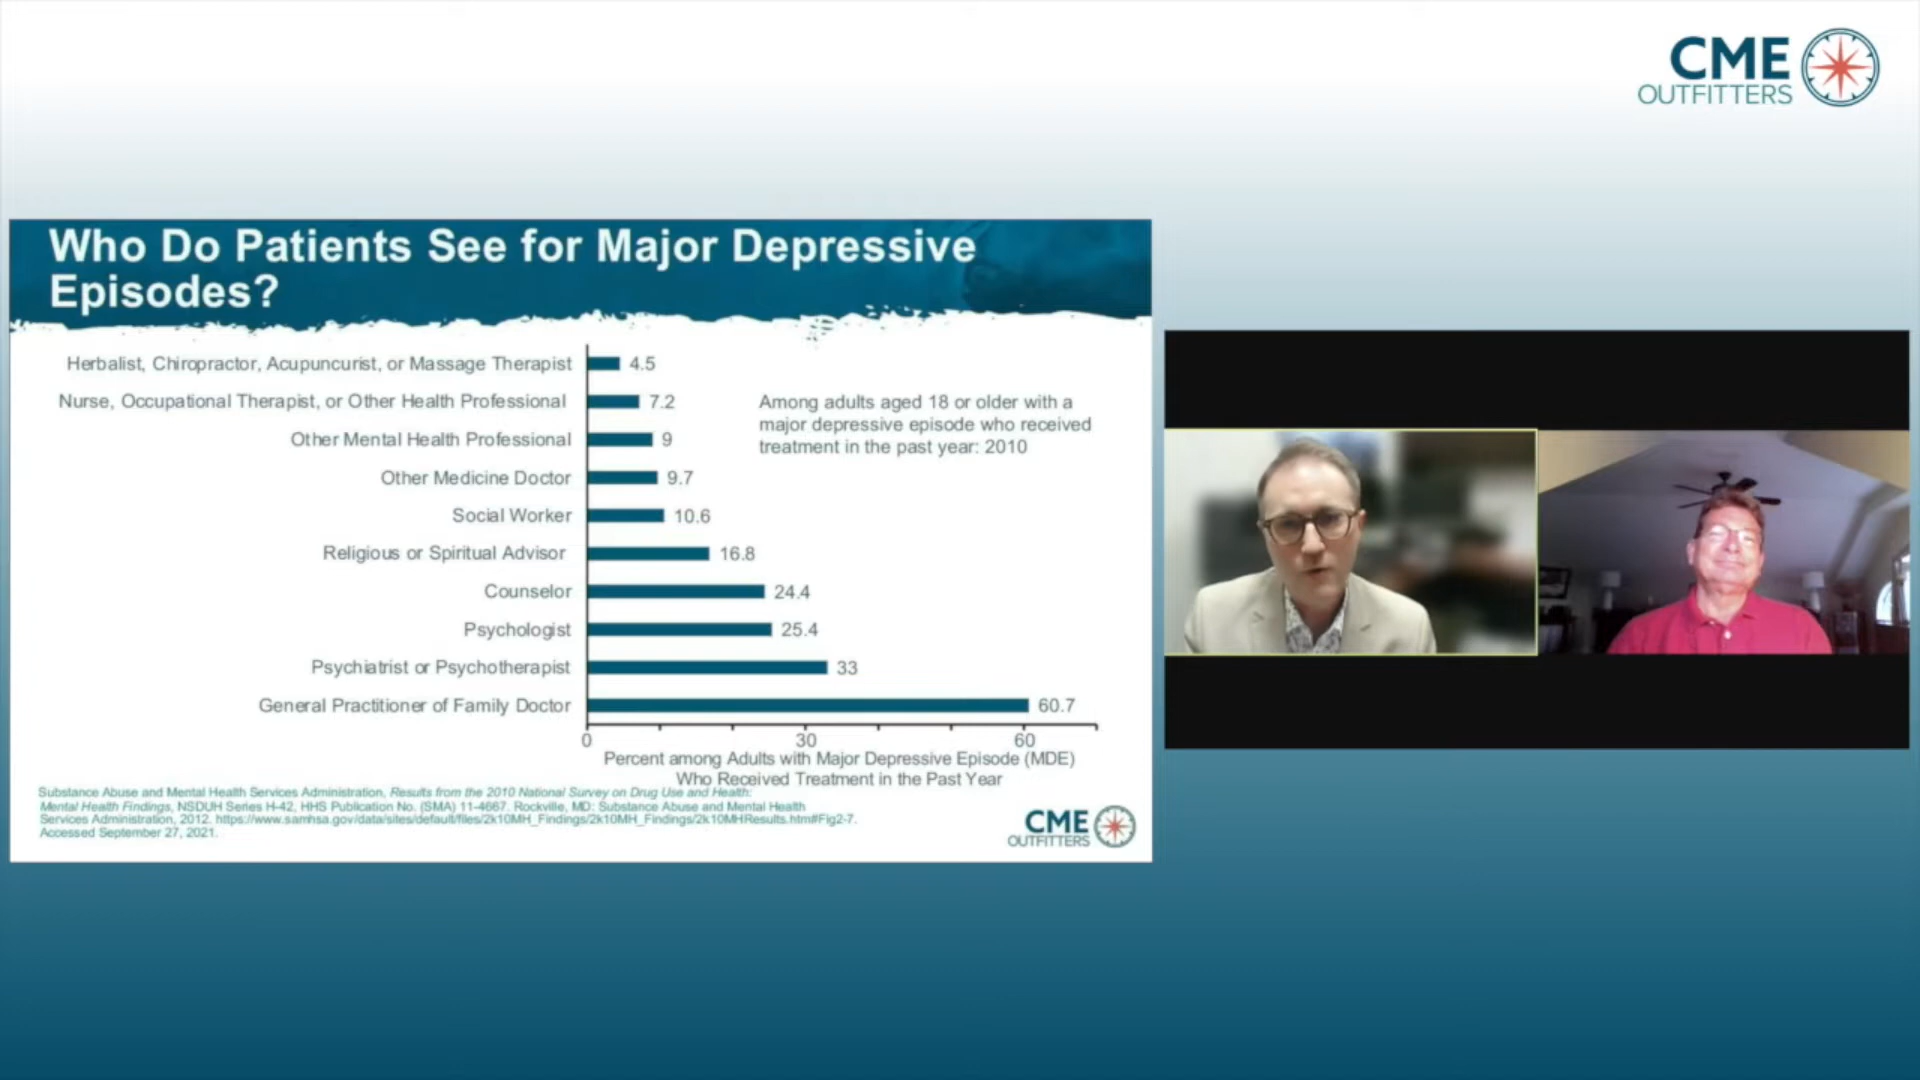 CME
OUTFITTERS
Who Do Patients See for Major Depressive
Episodes?
Herbalist, Chiropractor, Acupuncurist, or Massage Therapist 4.5
Nurse, Occupational Therapist, or Other Health Professional 7.2
Other Mental Health Professional 9
Other Medicine Doctor 9.7
Social Worker 10.6
Religious or Spiritual Advisor 16.8
Counselor 24.4
Psychologist 25.4
Psychiatrist or Psychotherapist 33
General Practitioner of Family Doctor 60.7
Among adults aged 18 or older with a
major depressive episode who received
treatment in the past year: 2010
0 30 60
Percent among Adults with Major Depressive Episode (MDE)
Who Received Treatment in the Past Year
Substance Abuse and Mental Health Services Administration, Results from the 2010 National Survey on Drug Use and Health:
Mental Health Findings, NSDUH Series H-42, HHS Publication No. (SMA) 11-4667. Rockville, MD: Substance Abuse and Mental Health
Services Administration, 2012. https://www.samhsa.gov/data/sites/default/files/2k10MH_Findings/2k10MH_Findings/2k10MHResults.htm#Fig2-7.
Accessed September 27, 2021.
CME
OUTFITTERS